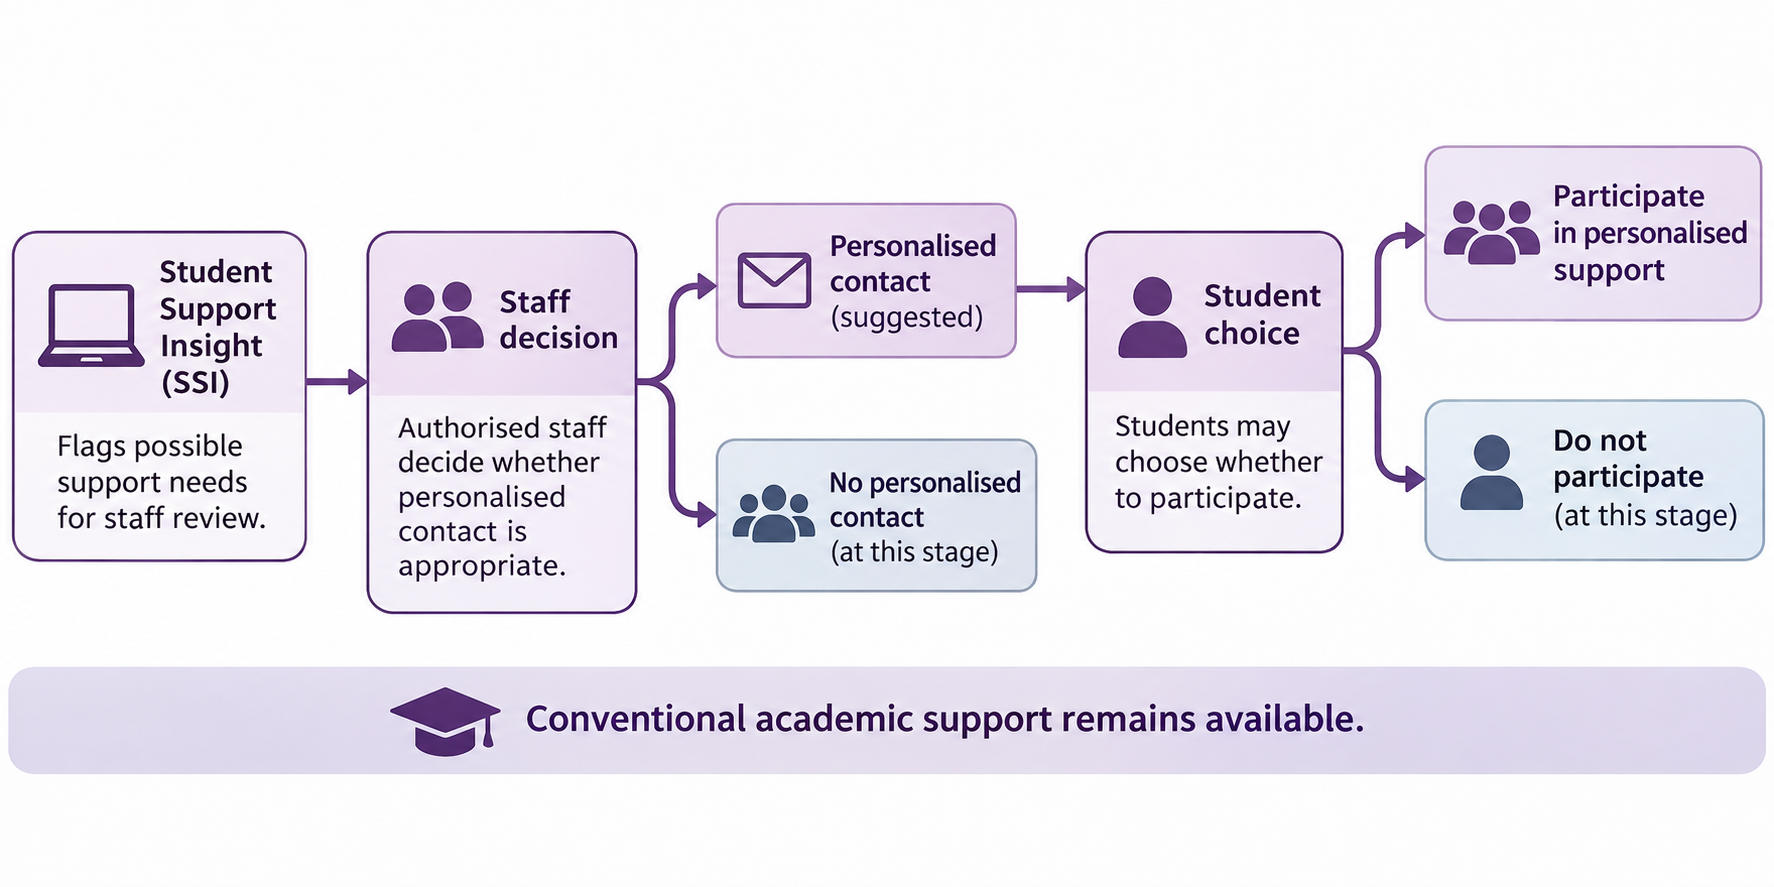 Student
Support
Insight
(SSI)
Flags possible
support needs
for staff review.
Staff
decision
Authorised staff
decide whether
personalised
contact is
appropriate.
Personalised
contact
(suggested)
No personalised
contact
(at this stage)
Student
choice
Students may
choose whether
to participate.
Participate
in personalised
support
Do not
participate
(at this stage)
Conventional academic support remains available.